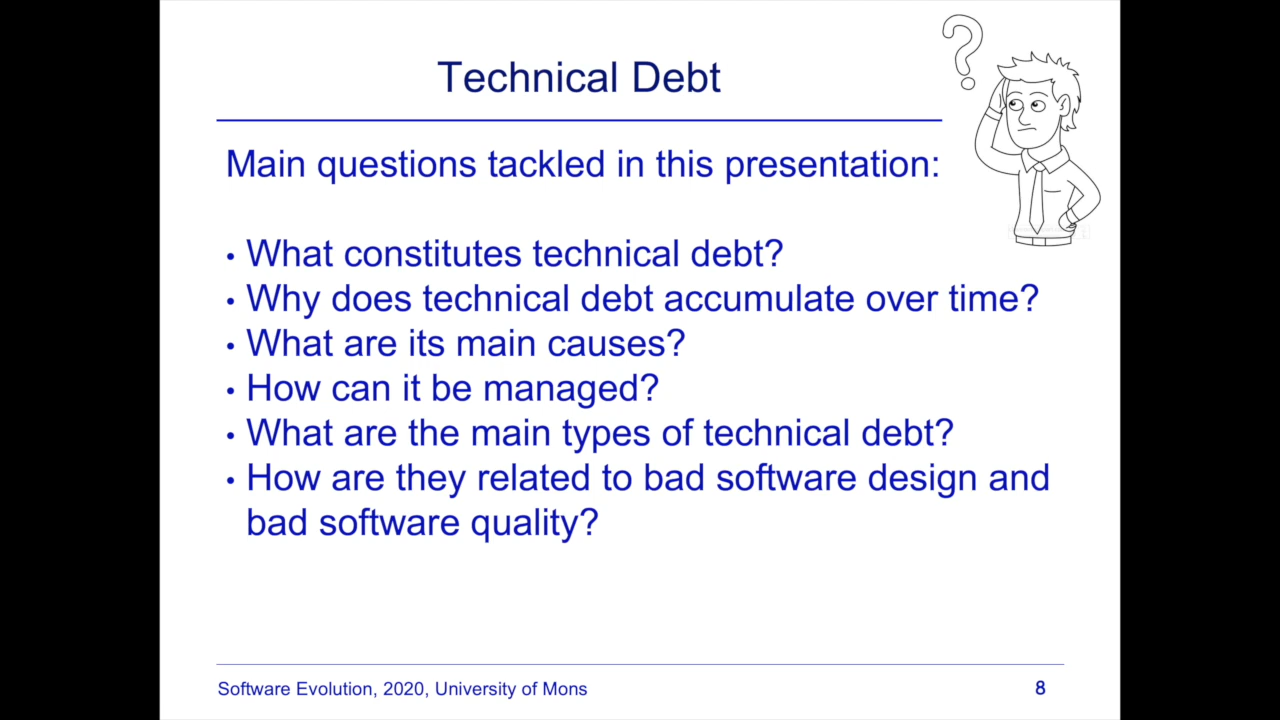 Technical Debt
?
Main questions tackled in this presentation:
• What constitutes technical debt?
• Why does technical debt accumulate over time?
• What are its main causes?
• How can it be managed?
• What are the main types of technical debt?
• How are they related to bad software design and
bad software quality?
Software Evolution, 2020, University of Mons
8